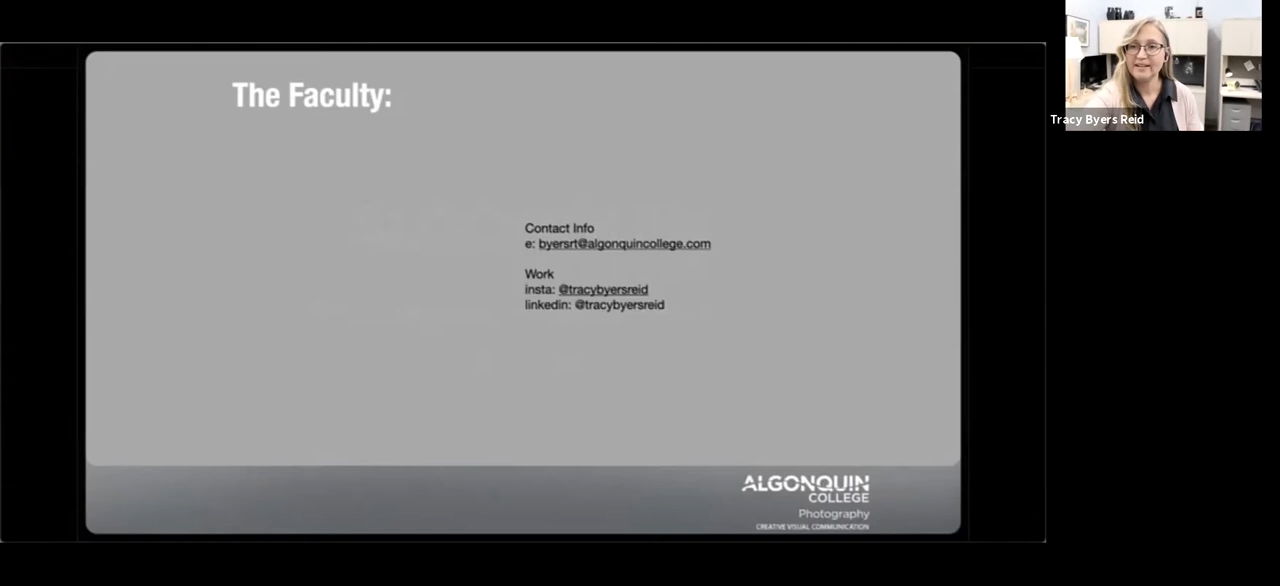 The Faculty:
Contact Info
e: byersrt@algonquincollege.com
Work
insta: @tracybyersreid
linkedin: @tracybyersreid
ALGONQUIN
COLLEGE
Photography
CREATIVE VISUAL COMMUNICATION
Tracy Byers Reid